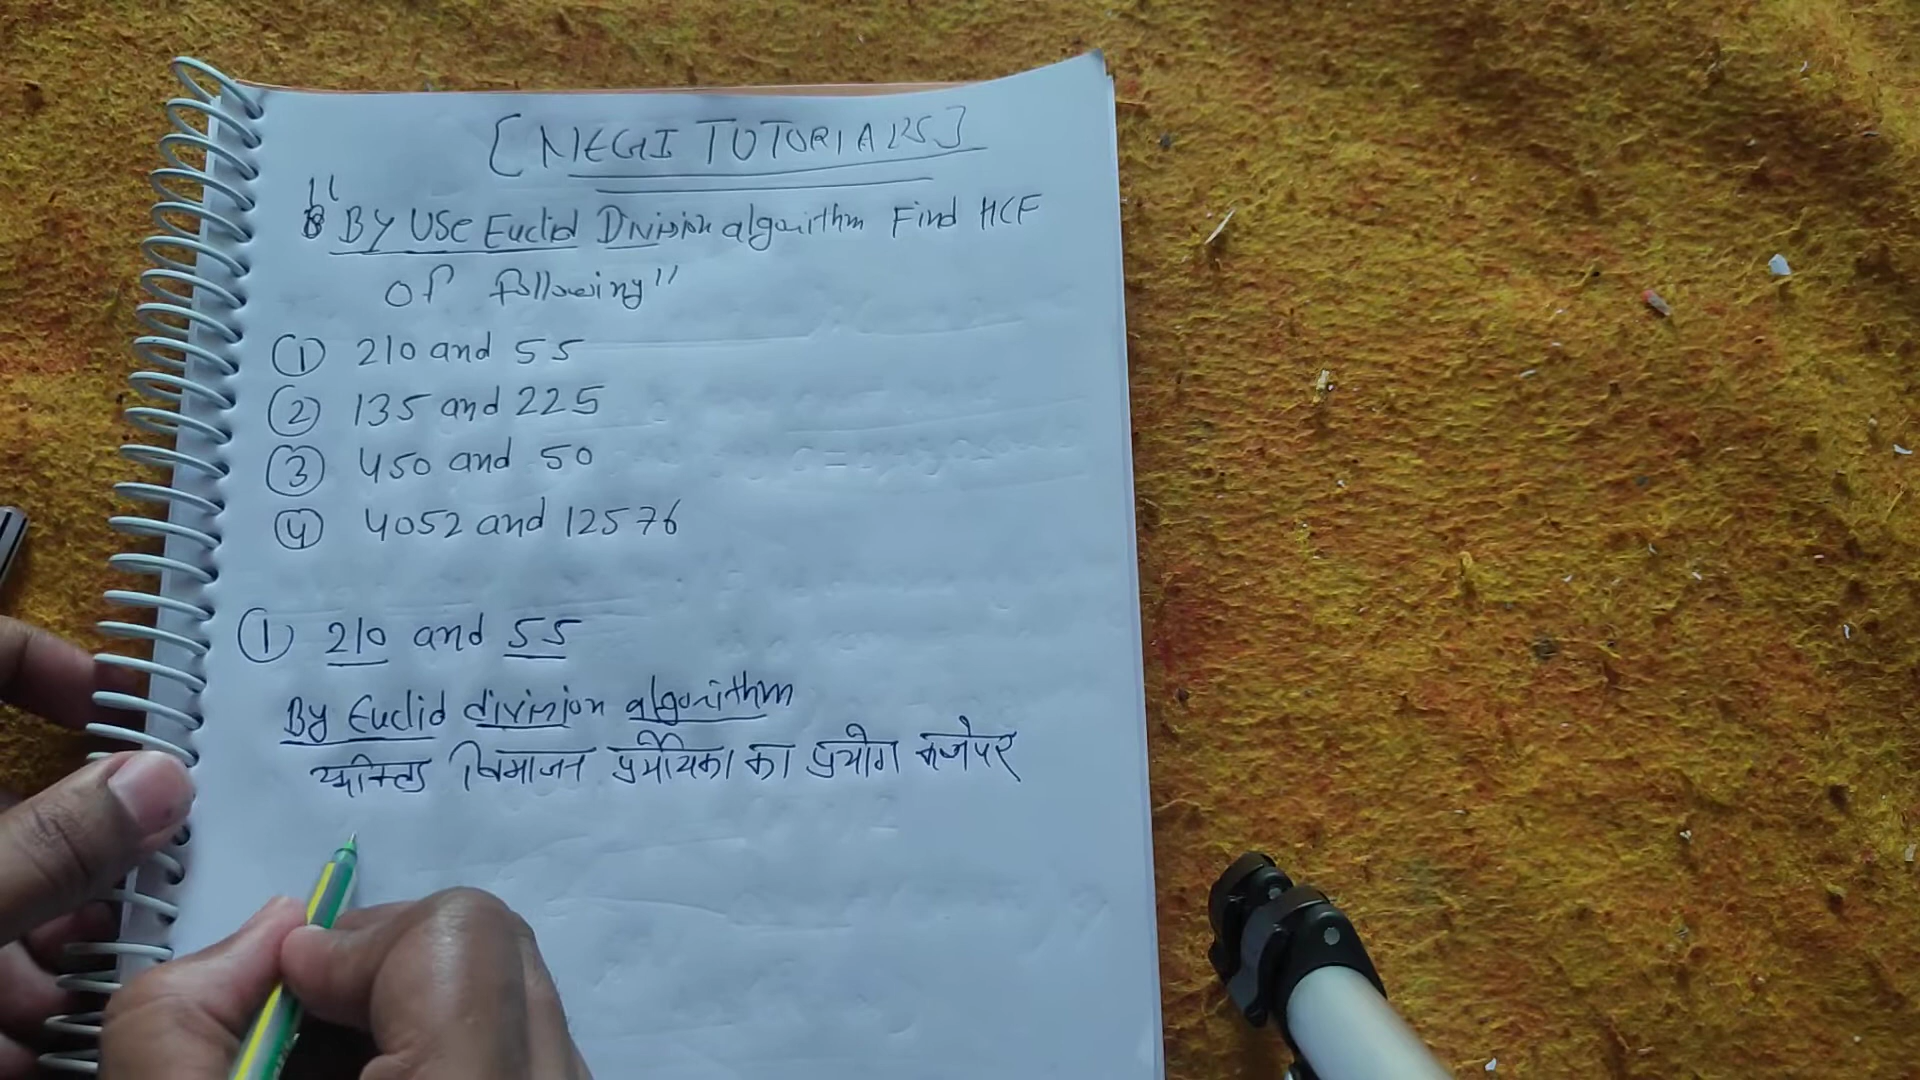 [NEGI TUTORIALS]
"BY USe Euclid Division algorithm Find HCF
of following"
① 210 and 55
② 135 and 225
③ 450 and 50
④ 4052 and 12576
① 210 and 55
By Euclid division algorithm
विभाजन प्रमेयिका का प्रयोग